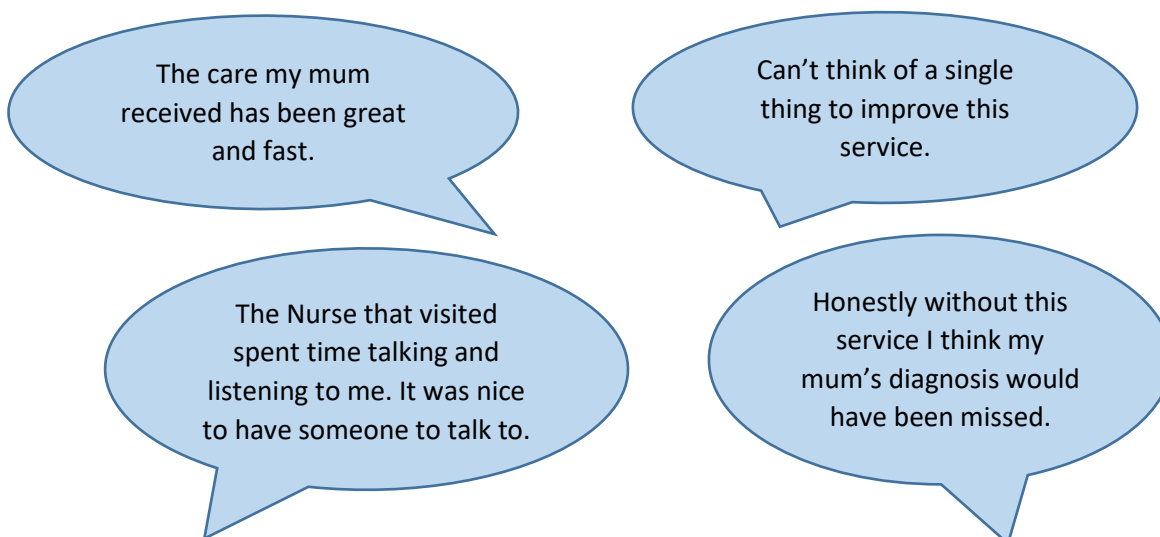 The care my mum
received has been great
and fast.
Can’t think of a single
thing to improve this
service.
The Nurse that visited
spent time talking and
listening to me. It was nice
to have someone to talk to.
Honestly without this
service I think my
mum’s diagnosis would
have been missed.